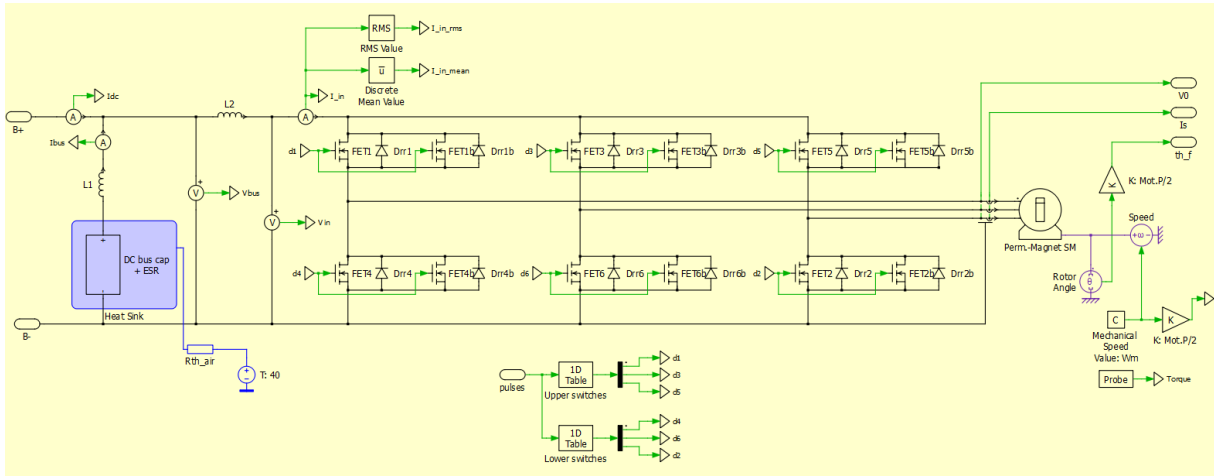 RMS
I_in_rms
RMS Value
u
I_in_mean
Discrete
Mean Value
Idc
I_in
L2
A
A
B+
V0
Ibus
A
Is
d1
FET1
Drr1
FET1b
Drr1b
d3
FET3
Drr3
FET3b
Drr3b
d5
FET5
Drr5
FET5b
Drr5b
th_f
L1
K
K: Mot.P/2
V
Vbus
V
Vin
Speed
+ω-
Perm.-Magnet SM
DC bus cap
+ ESR
Heat Sink
d4
FET4
Drr4
FET4b
Drr4b
d6
FET6
Drr6
FET6b
Drr6b
d2
FET2
Drr2
FET2b
Drr2b
Rotor
Angle
θ
B-
C
Mechanical
Speed
Value: Wm
K
K: Mot.P/2
Rth_air
T: 40
pulses
1D
Table
Upper switches
d1
d3
d5
Probe
Torque
1D
Table
Lower switches
d4
d6
d2